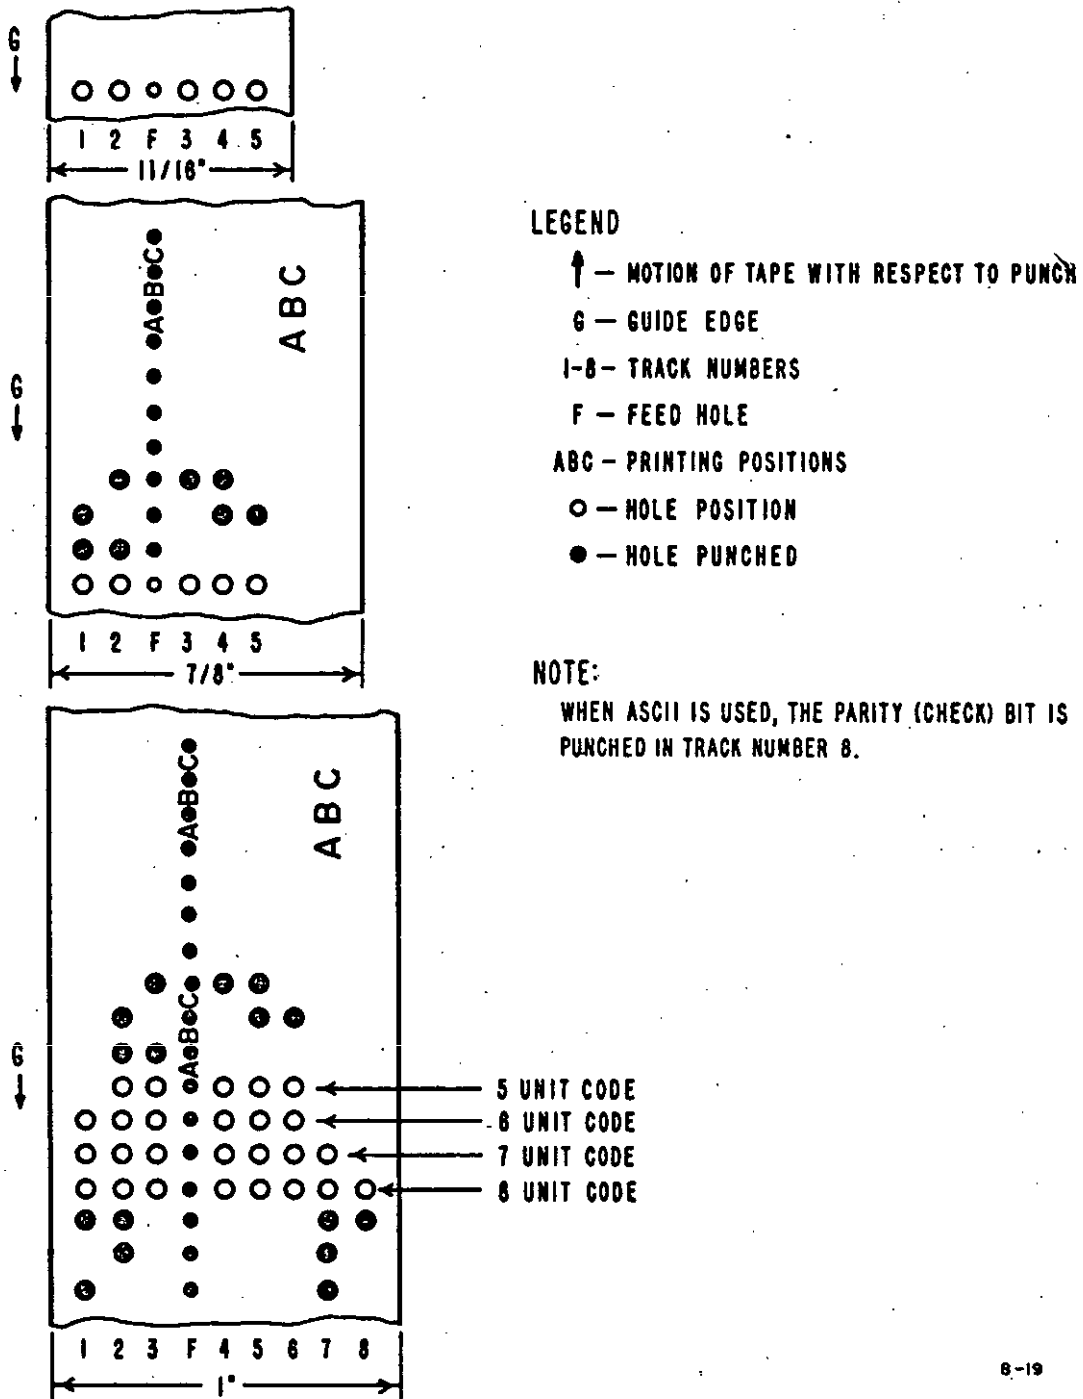 G
1 2 F 3 4 5
11/16"
ABC
ABC
G
1 2 F 3 4 5
7/8"
LEGEND
— MOTION OF TAPE WITH RESPECT TO PUNCH
G — GUIDE EDGE
1-8 — TRACK NUMBERS
F — FEED HOLE
ABC — PRINTING POSITIONS
— HOLE POSITION
— HOLE PUNCHED
NOTE:
WHEN ASCII IS USED, THE PARITY (CHECK) BIT IS
PUNCHED IN TRACK NUMBER 8.
ABC
ABC
ABC
G
5 UNIT CODE
6 UNIT CODE
7 UNIT CODE
8 UNIT CODE
1 2 3 F 4 5 6 7 8
1"
8-19